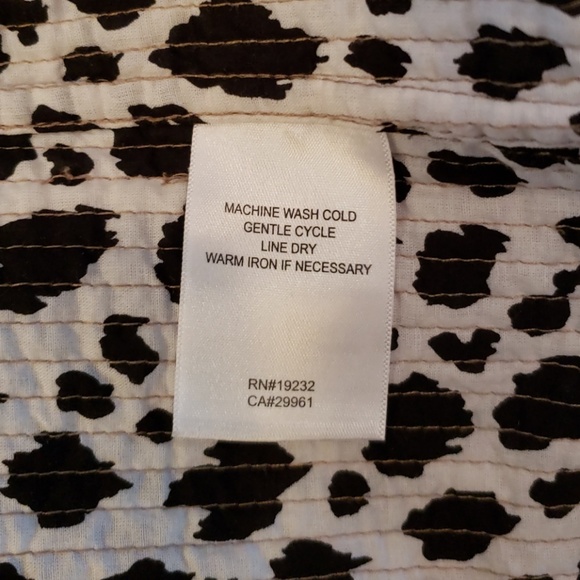 MACHINE WASH COLD
GENTLE CYCLE
LINE DRY
WARM IRON IF NECESSARY
RN#19232
CA#29961